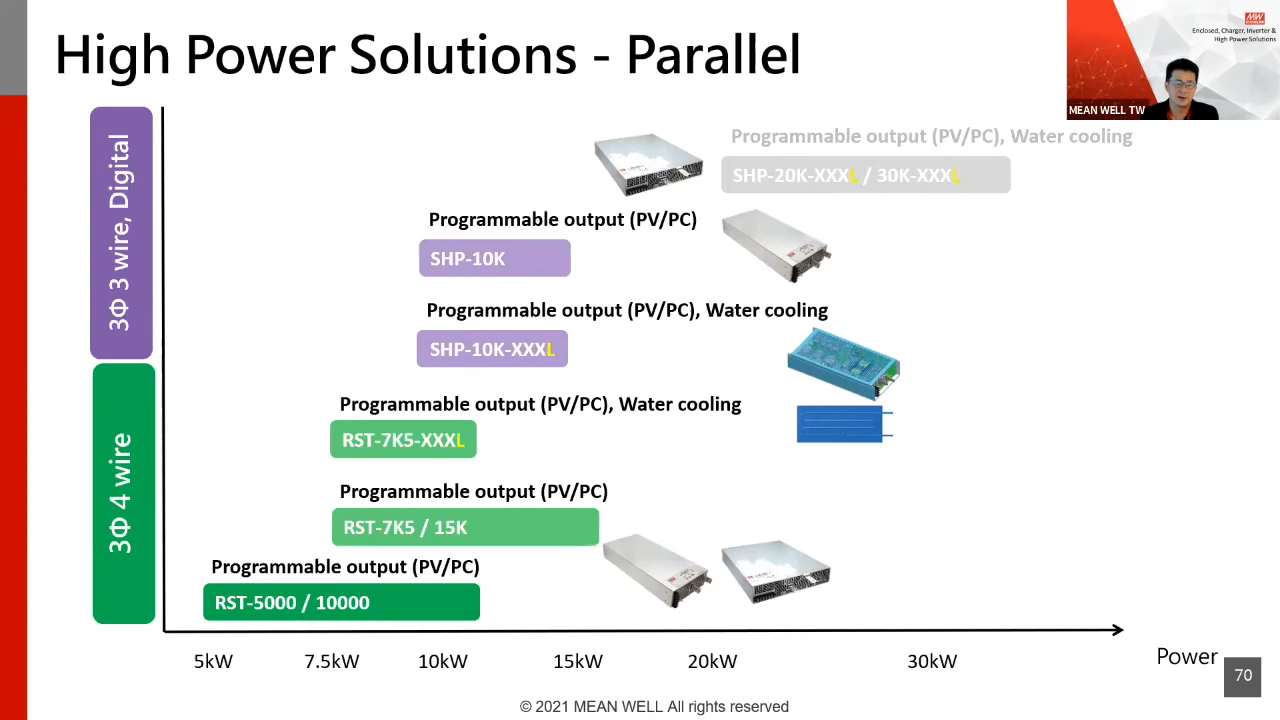 High Power Solutions - Parallel
MW
Enclosed, Charger, Inverter &
High Power Solutions
MEAN WELL TW
3Φ 3 wire, Digital
Programmable output (PV/PC), Water cooling
SHP-20K-XXXL / 30K-XXXL
Programmable output (PV/PC)
SHP-10K
Programmable output (PV/PC), Water cooling
SHP-10K-XXXL
3Φ 4 wire
Programmable output (PV/PC), Water cooling
RST-7K5-XXXL
Programmable output (PV/PC)
RST-7K5 / 15K
Programmable output (PV/PC)
RST-5000 / 10000
5kW 7.5kW 10kW 15kW 20kW 30kW
Power
70
© 2021 MEAN WELL All rights reserved